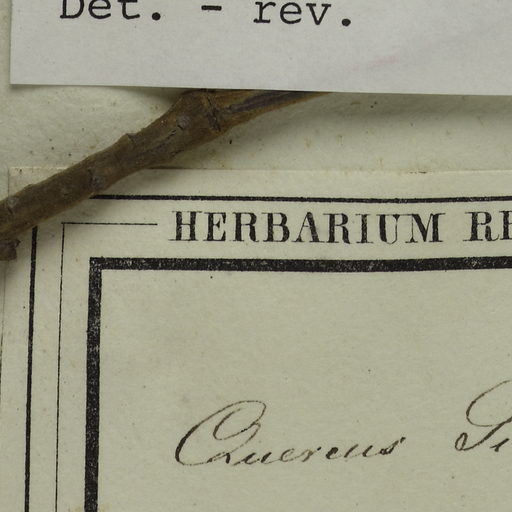 Det. - rev.
HERBARIUM
Quercus